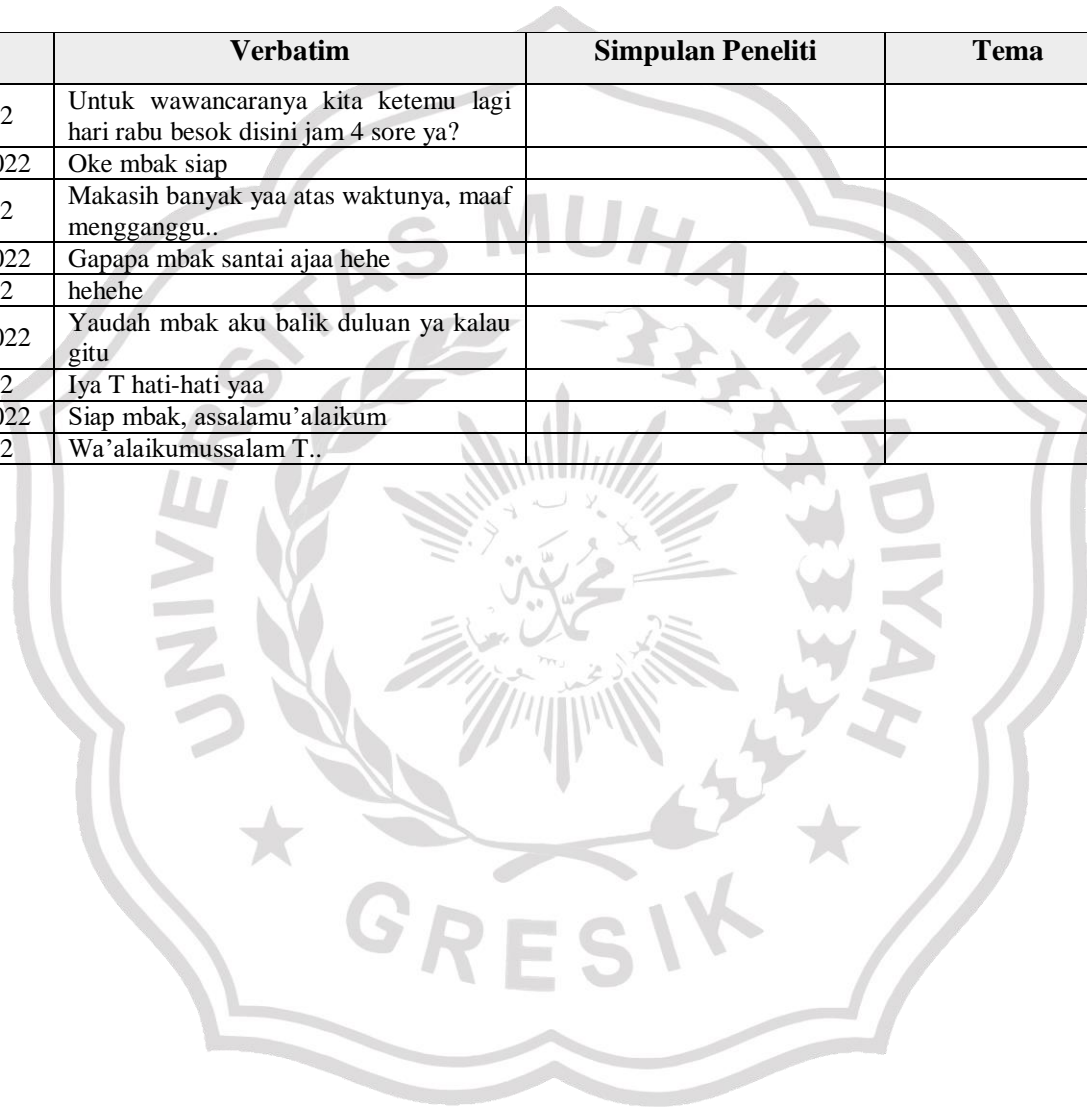 Verbatim Simpulan Peneliti Tema
2 Untuk wawancaranya kita ketemu lagi
hari rabu besok disini jam 4 sore ya?
022 Oke mbak siap
2 Makasih banyak yaa atas waktunya, maaf
mengganggu..
022 Gapapa mbak santai ajaa hehe
2 hehehe
022 Yaudah mbak aku balik duluan ya kalau
gitu
2 Iya T hati-hati yaa
022 Siap mbak, assalamu’alaikum
2 Wa’alaikumussalam T..
UNIVERSITAS MUHAMMADIYAH
محمد
GRESIK